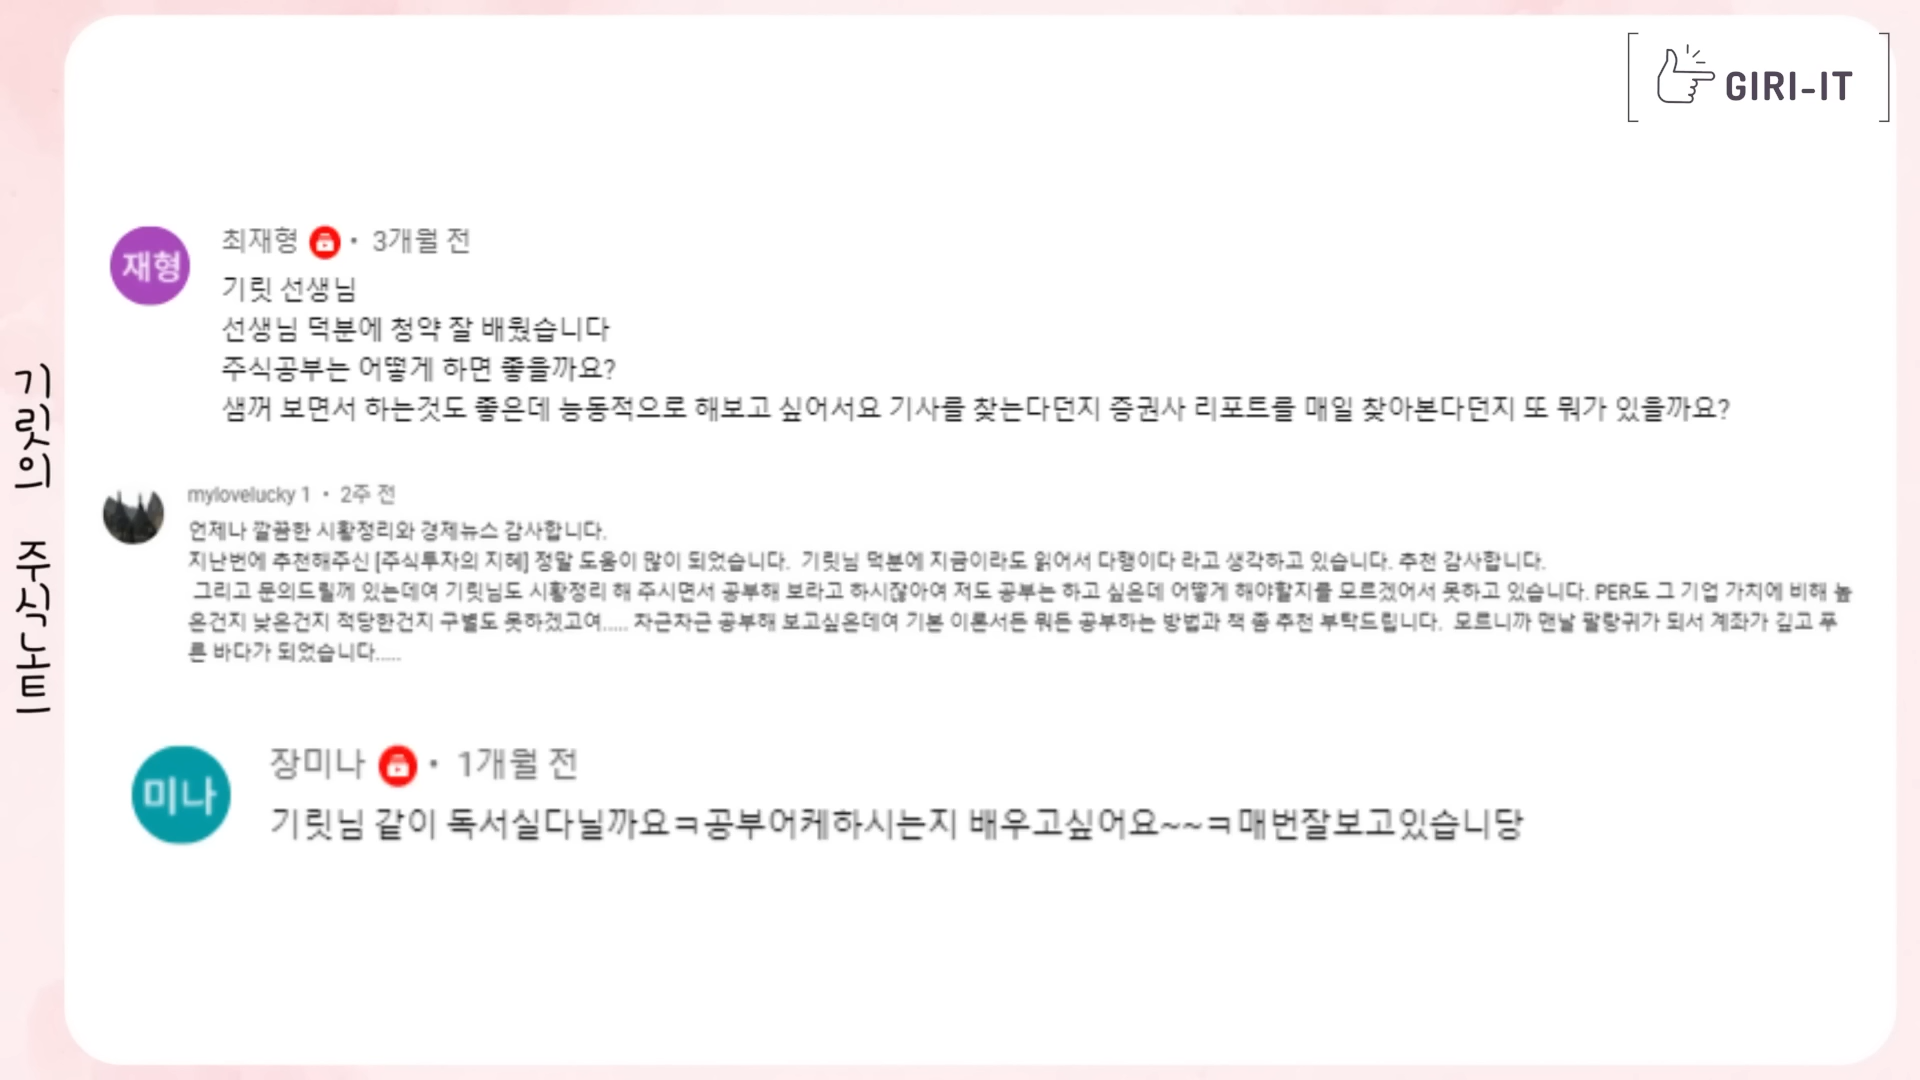 GIRI-IT
기릿의 주식노트
재형
최재형 • 3개월 전
기릿 선생님
선생님 덕분에 청약 잘 배웠습니다
주식공부는 어떻게 하면 좋을까요?
샘꺼 보면서 하는것도 좋은데 능동적으로 해보고 싶어서요 기사를 찾는다던지 증권사 리포트를 매일 찾아본다던지 또 뭐가 있을까요?
mylovelucky 1 • 2주 전
언제나 깔끔한 시황정리와 경제뉴스 감사합니다.
지난번에 추천해주신 [주식투자의 지혜] 정말 도움이 많이 되었습니다. 기릿님 덕분에 지금이라도 읽어서 다행이다 라고 생각하고 있습니다. 추천 감사합니다.
그리고 문의드릴께 있는데여 기릿님도 시황정리 해 주시면서 공부해 보라고 하시잖아여 저도 공부는 하고 싶은데 어떻게 해야할지를 모르겠어서 못하고 있습니다. PER도 그 기업 가치에 비해 높
은건지 낮은건지 적당한건지 구별도 못하겠고여..... 차근차근 공부해 보고싶은데여 기본 이론서든 뭐든 공부하는 방법과 책 좀 추천 부탁드립니다. 모르니까 맨날 팔랑귀가 되서 계좌가 깊고 푸
른 바다가 되었습니다.....
미나
장미나 • 1개월 전
기릿님 같이 독서실다닐까요ㅋ공부어케하시는지 배우고싶어요~~ㅋ매번잘보고있습니당